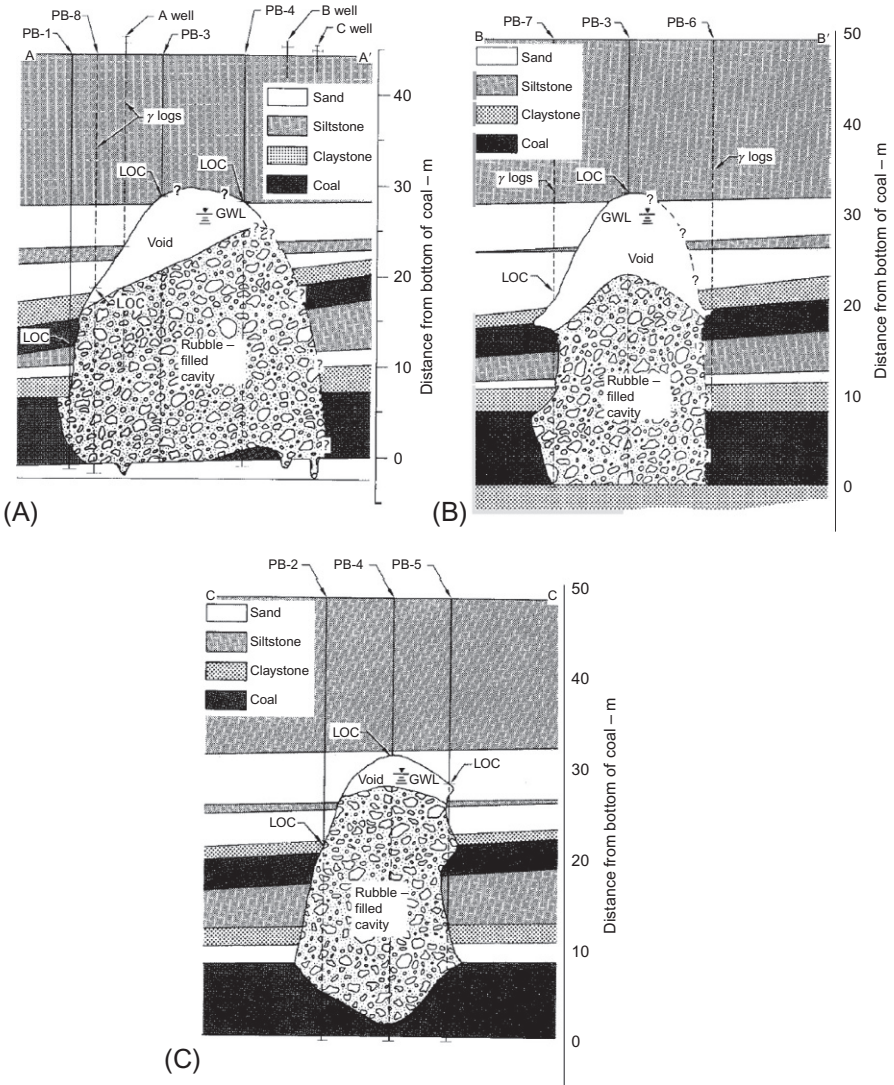 PB-8
A well
PB-4
B well
C well
PB-1
PB-3
A
A′
40
Sand
Siltstone
Claystone
Coal
γ logs
LOC
LOC
30
?
?
GWL
Void
? ??
20
LOC
LOC
Rubble –
filled
cavity
10
?
0
Distance from bottom of coal – m
(A)
PB-7
PB-3
PB-6
B
B′
50
Sand
Siltstone
Claystone
Coal
40
γ logs
γ logs
LOC
30
?
GWL
Void
LOC
?
20
?
Rubble –
filled
cavity
10
?
?
0
Distance from bottom of coal – m
(B)
PB-2
PB-4
PB-5
C
C
50
Sand
Siltstone
Claystone
Coal
40
LOC
LOC
30
Void
GWL
LOC
20
Rubble –
filled
cavity
10
0
Distance from bottom of coal – m
(C)